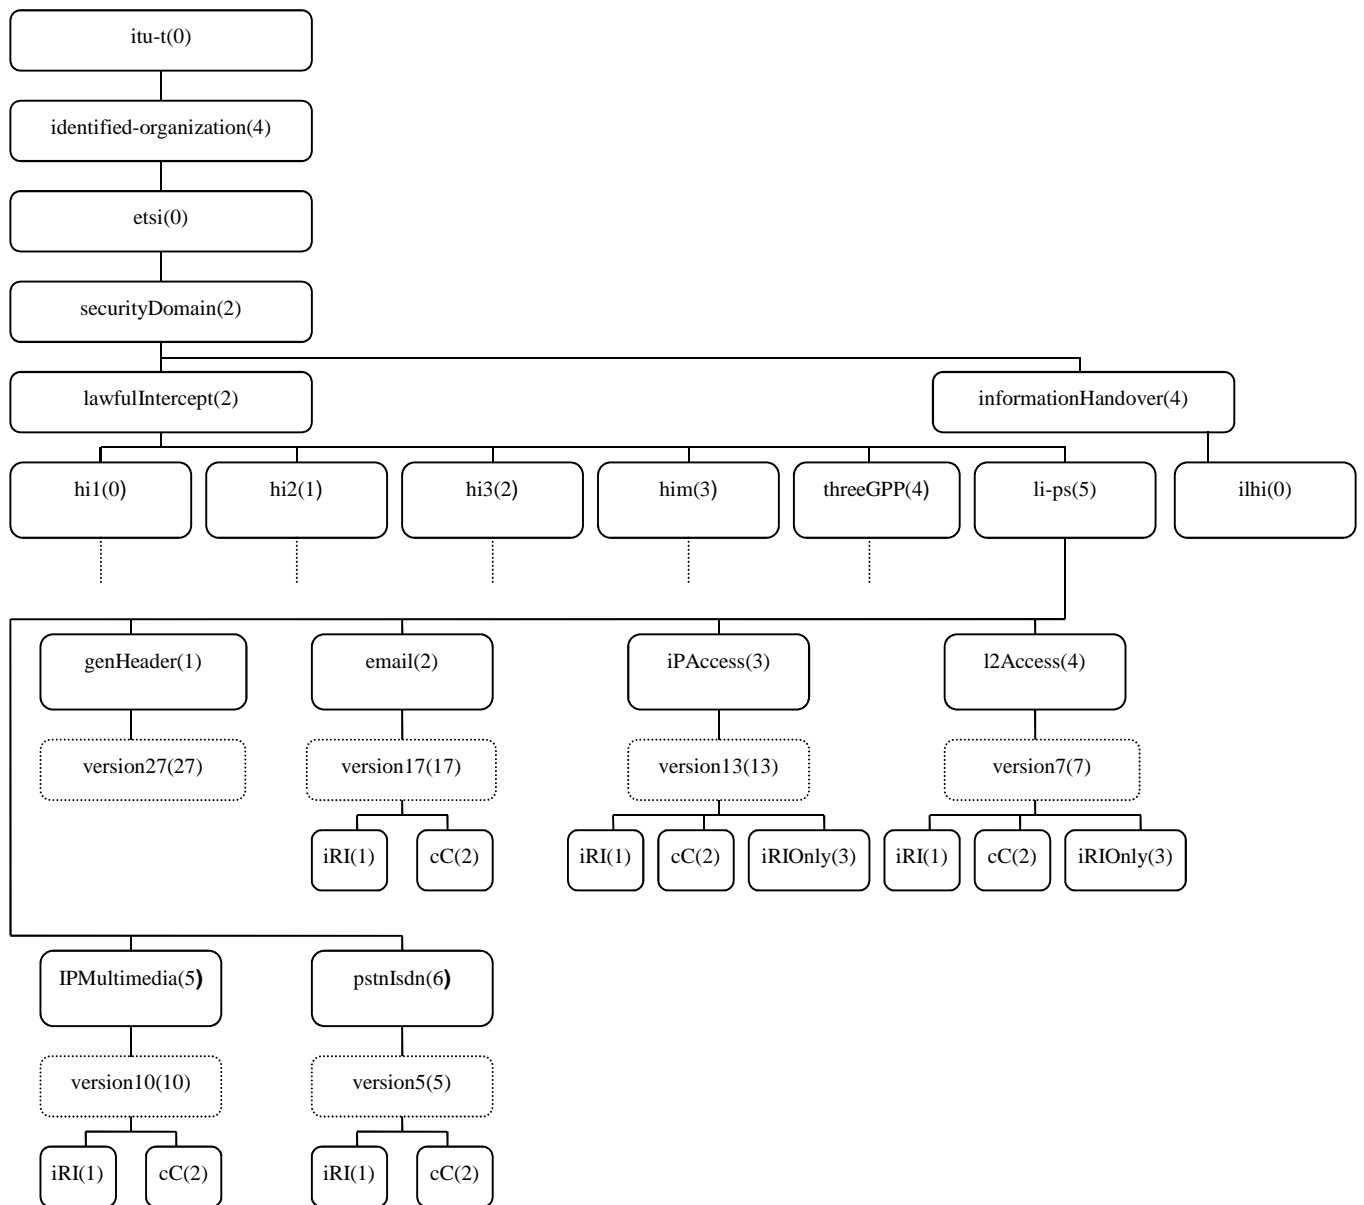 itu-t(0)
identified-organization(4)
etsi(0)
securityDomain(2)
lawfulIntercept(2)
informationHandover(4)
hi1(0)
hi2(1)
hi3(2)
him(3)
threeGPP(4)
li-ps(5)
ilhi(0)
genHeader(1)
email(2)
iPAccess(3)
l2Access(4)
version27(27)
version17(17)
version13(13)
version7(7)
iRI(1)
cC(2)
iRI(1)
cC(2)
iRIOnly(3)
iRI(1)
cC(2)
iRIOnly(3)
IPMultimedia(5)
pstnIsdn(6)
version10(10)
version5(5)
iRI(1)
cC(2)
iRI(1)
cC(2)